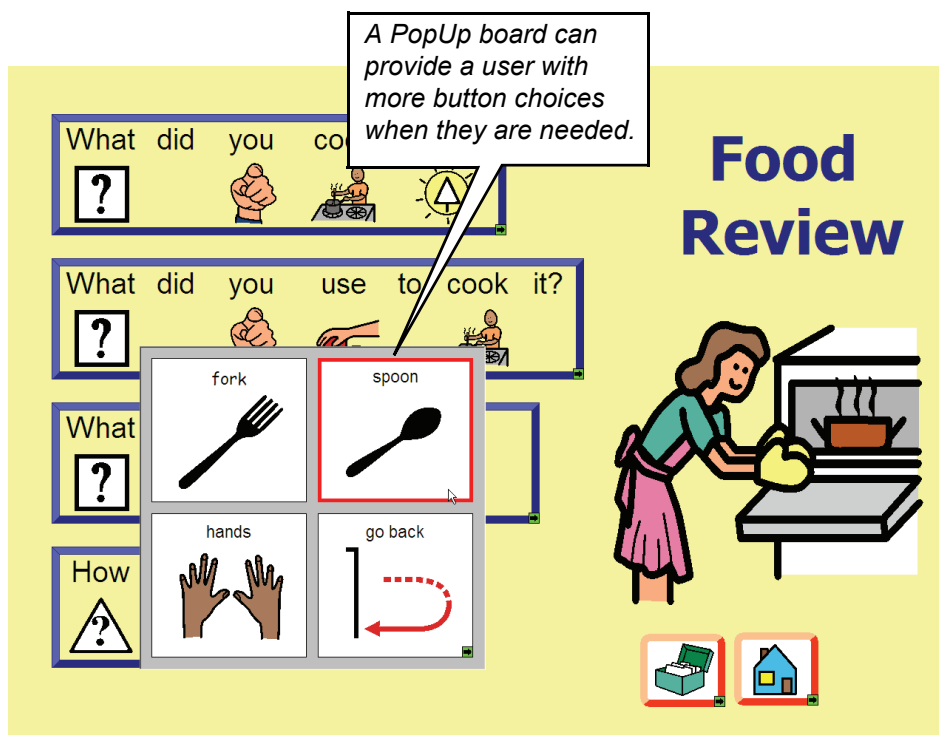 A PopUp board can
provide a user with
more button choices
when they are needed.
What did you
?
Food
Review
What did you use to cook it?
?
What
?
How
?
fork
spoon
hands
go back